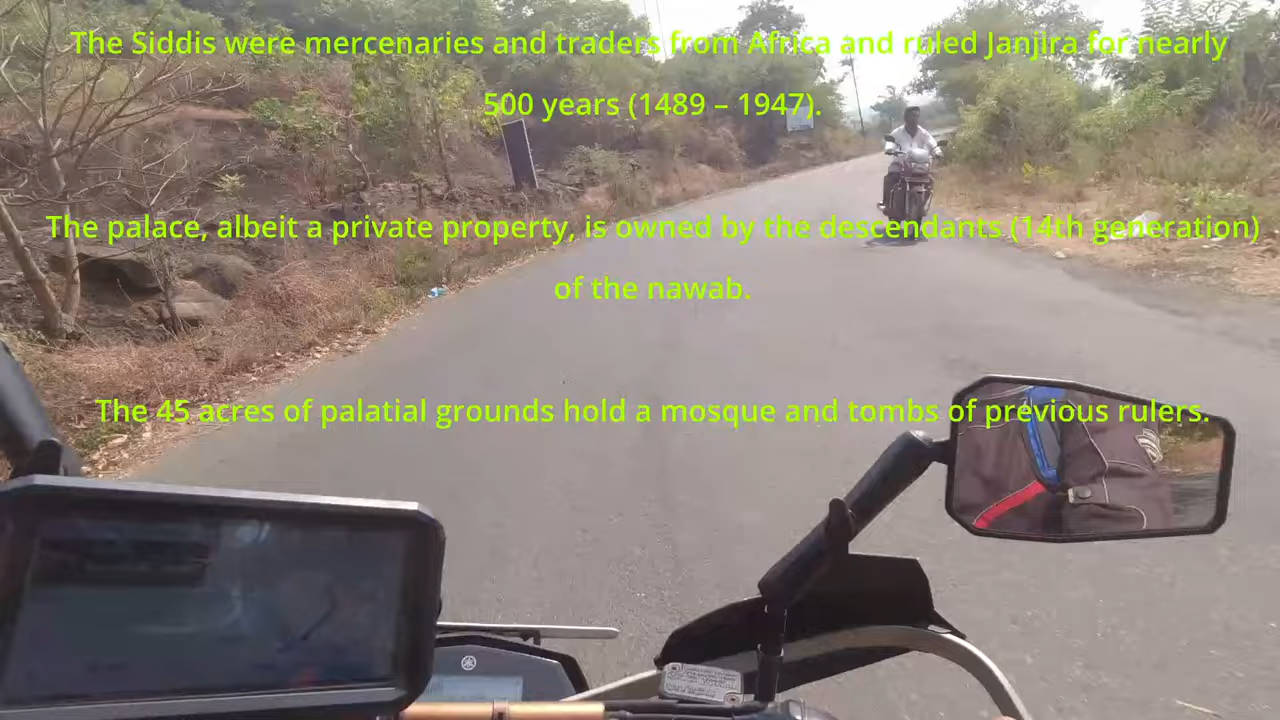 The Siddis were mercenaries and traders from Africa and ruled Janjira for nearly
500 years (1489 – 1947).
The palace, albeit a private property, is owned by the descendants (14th generation)
of the nawab.
The 45 acres of palatial grounds hold a mosque and tombs of previous rulers.